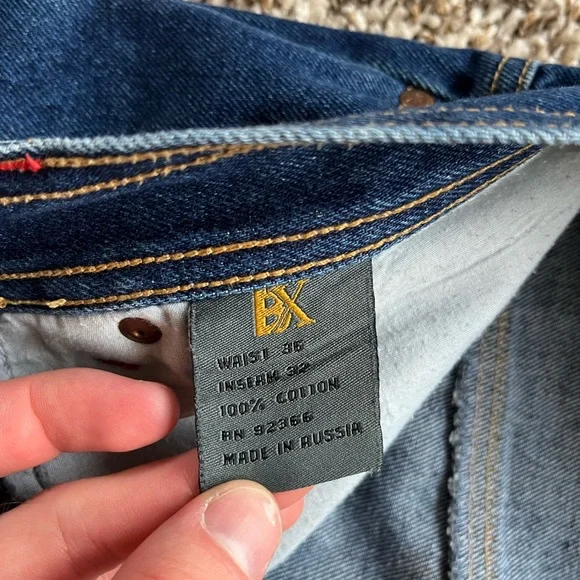 BX
WAIST 36
INSEAM 32
100% COTTON
RN 92366
MADE IN RUSSIA